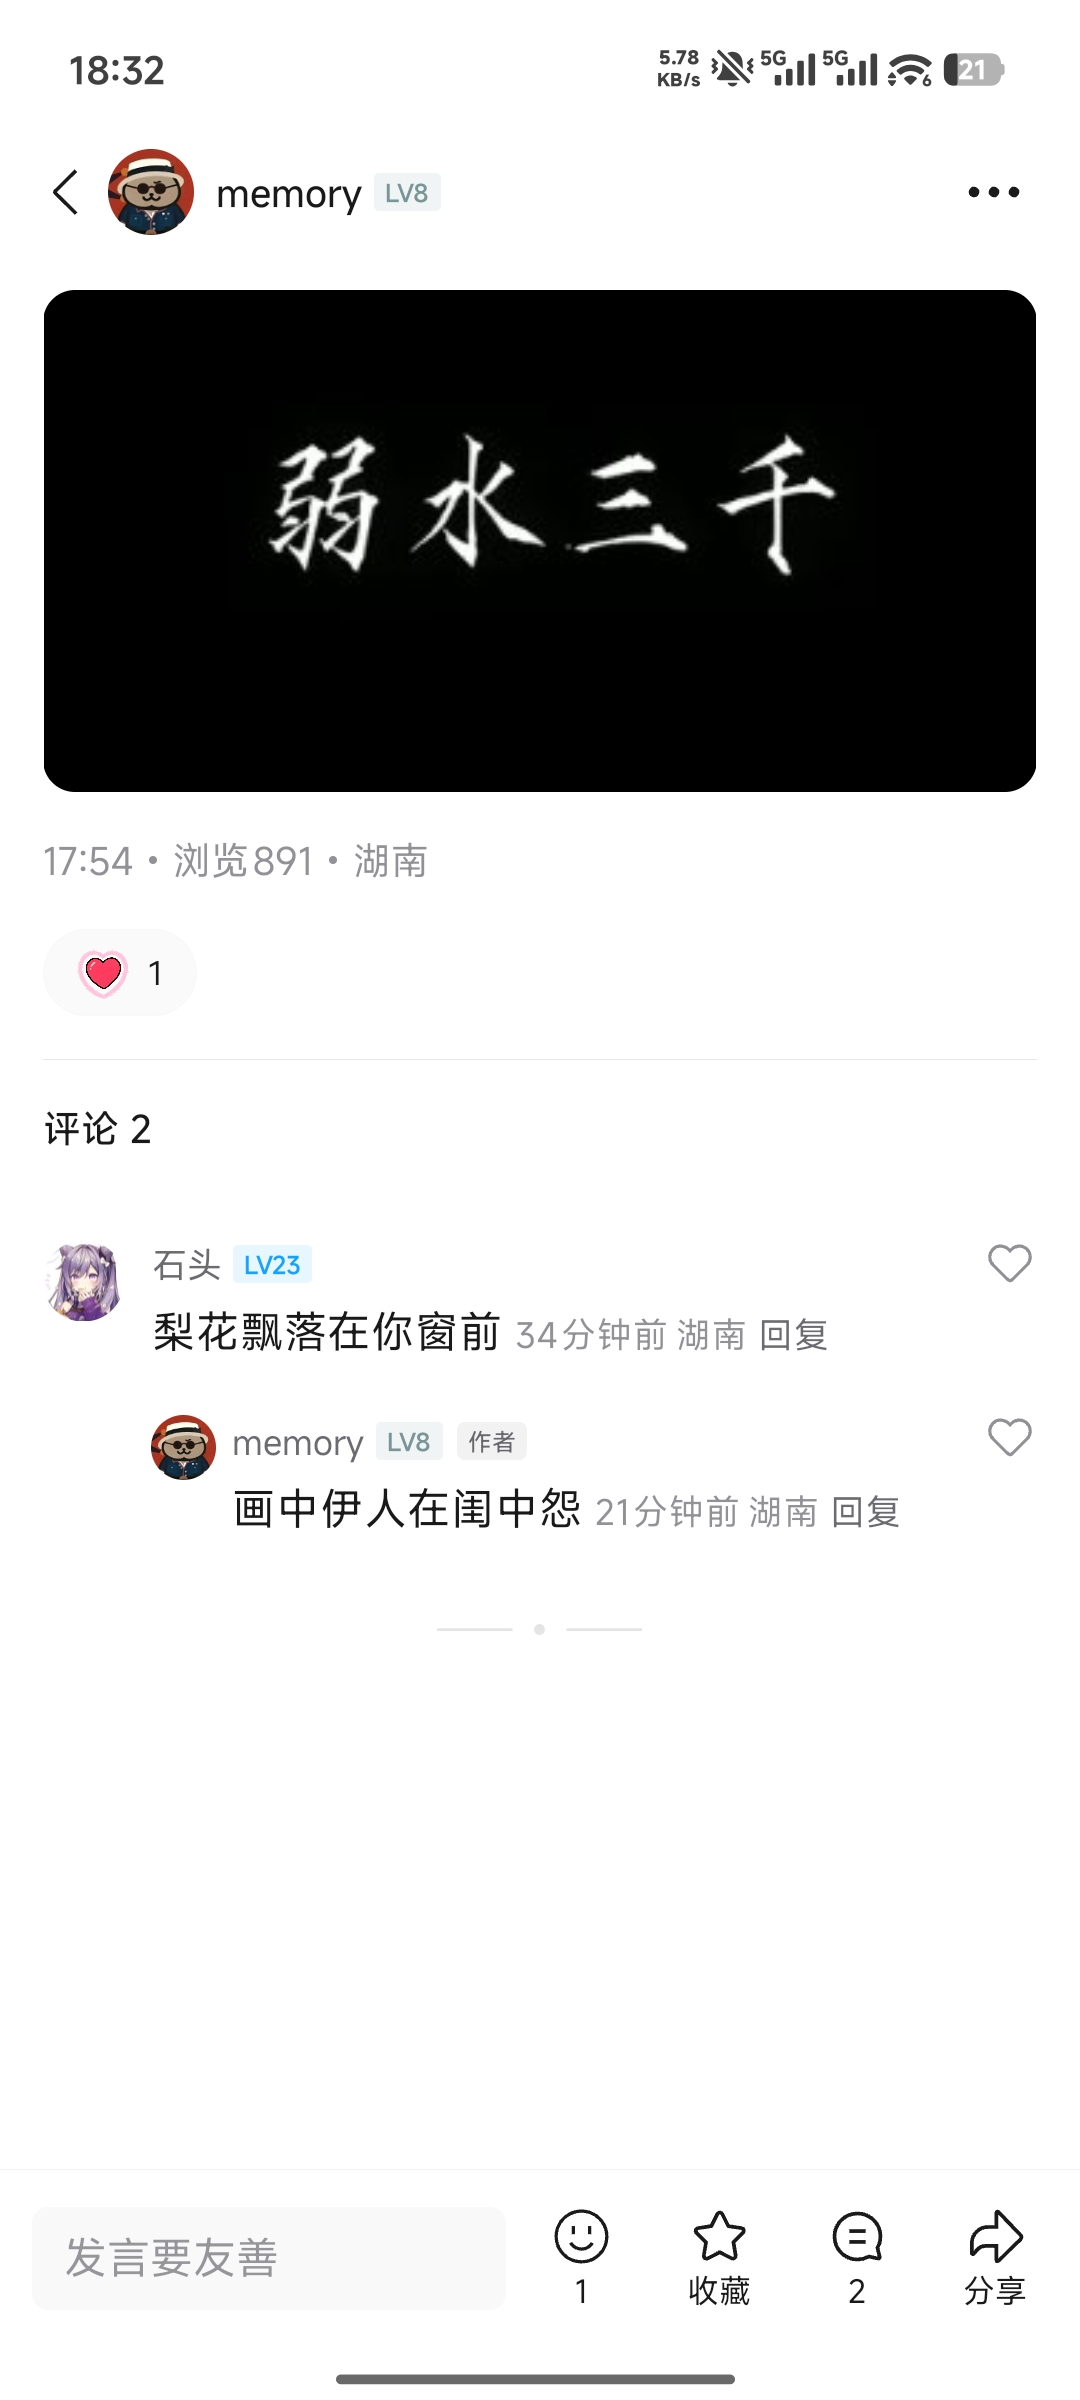 18:32
5.78
KB/s
5G
5G
6
21
memory LV8
弱水三千
17:54 • 浏览891 • 湖南
1
评论 2
石头 LV23
梨花飘落在你窗前 34分钟前 湖南 回复
memory LV8 作者
画中伊人在闺中怨 21分钟前 湖南 回复
发言要友善
1
收藏
2
分享